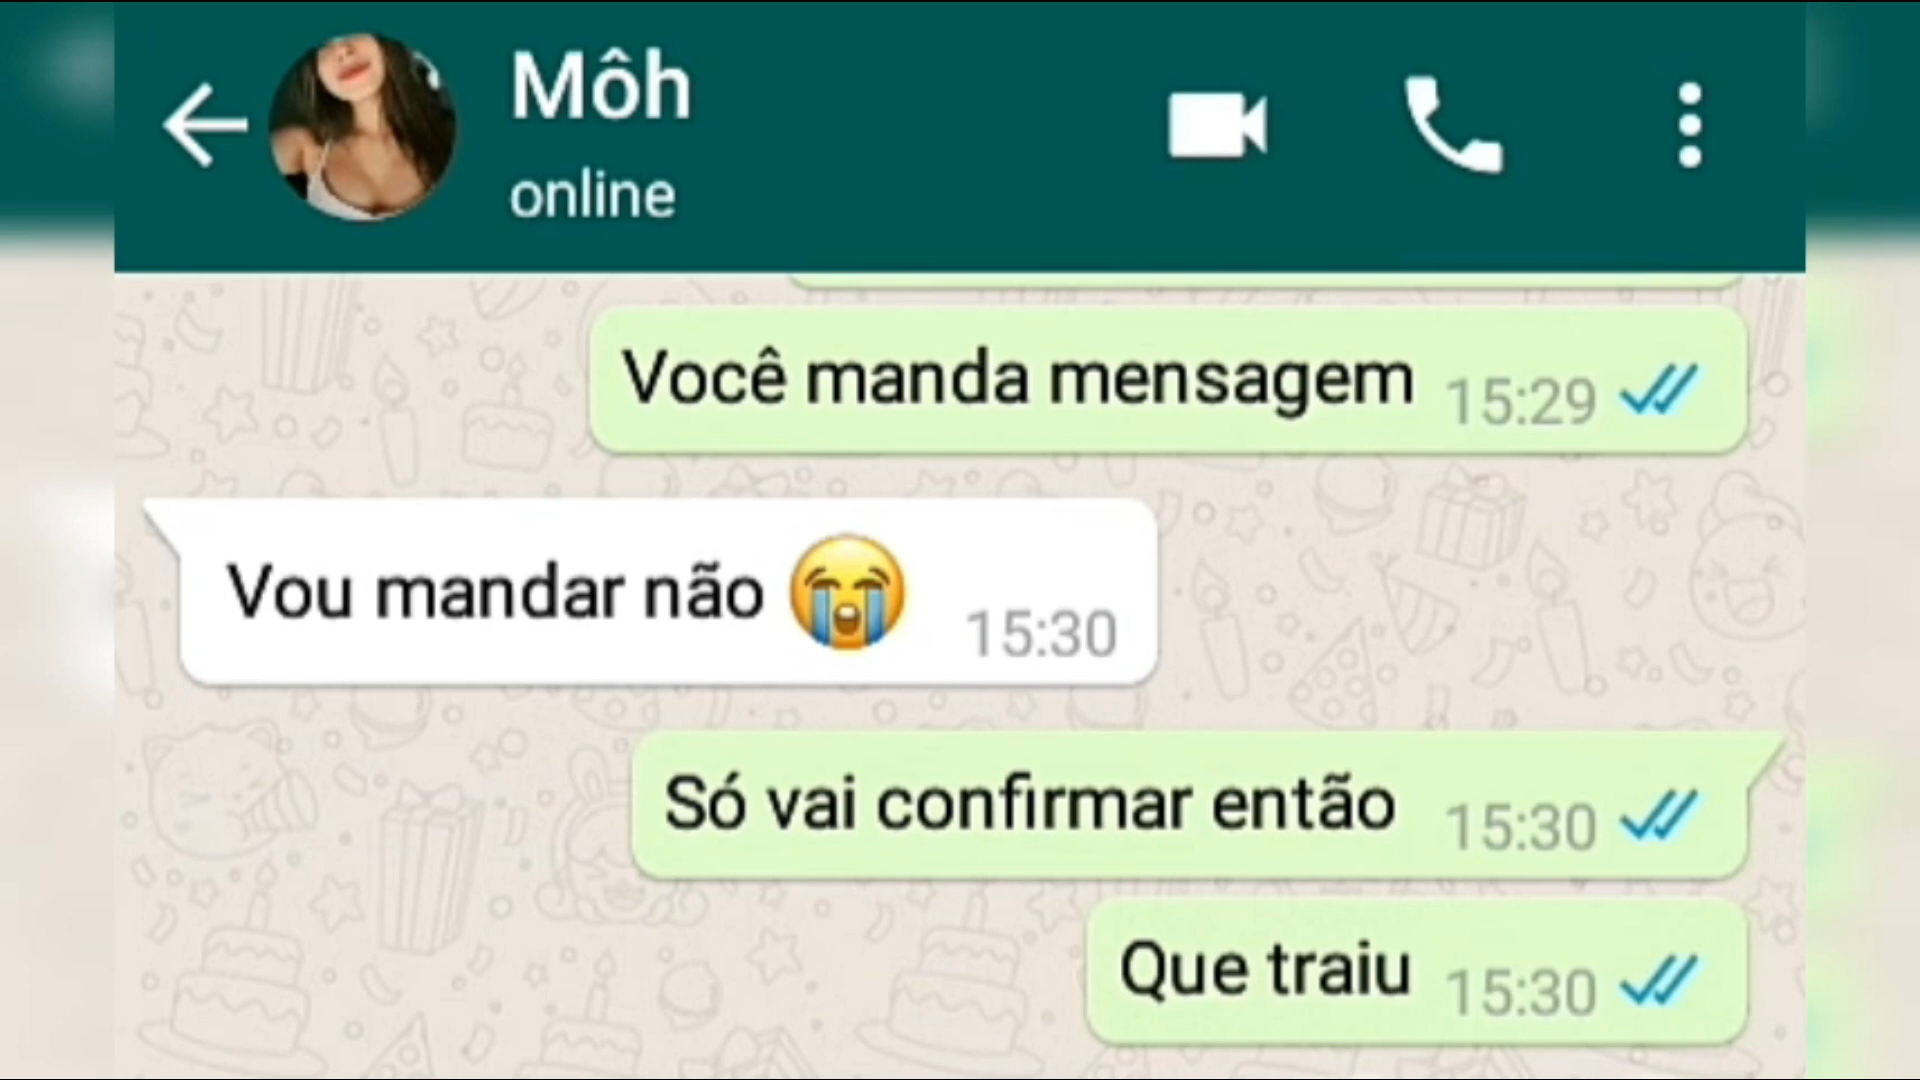 Môh
online
Você manda mensagem 15:29
Vou mandar não 😭 15:30
Só vai confirmar então 15:30
Que traiu 15:30